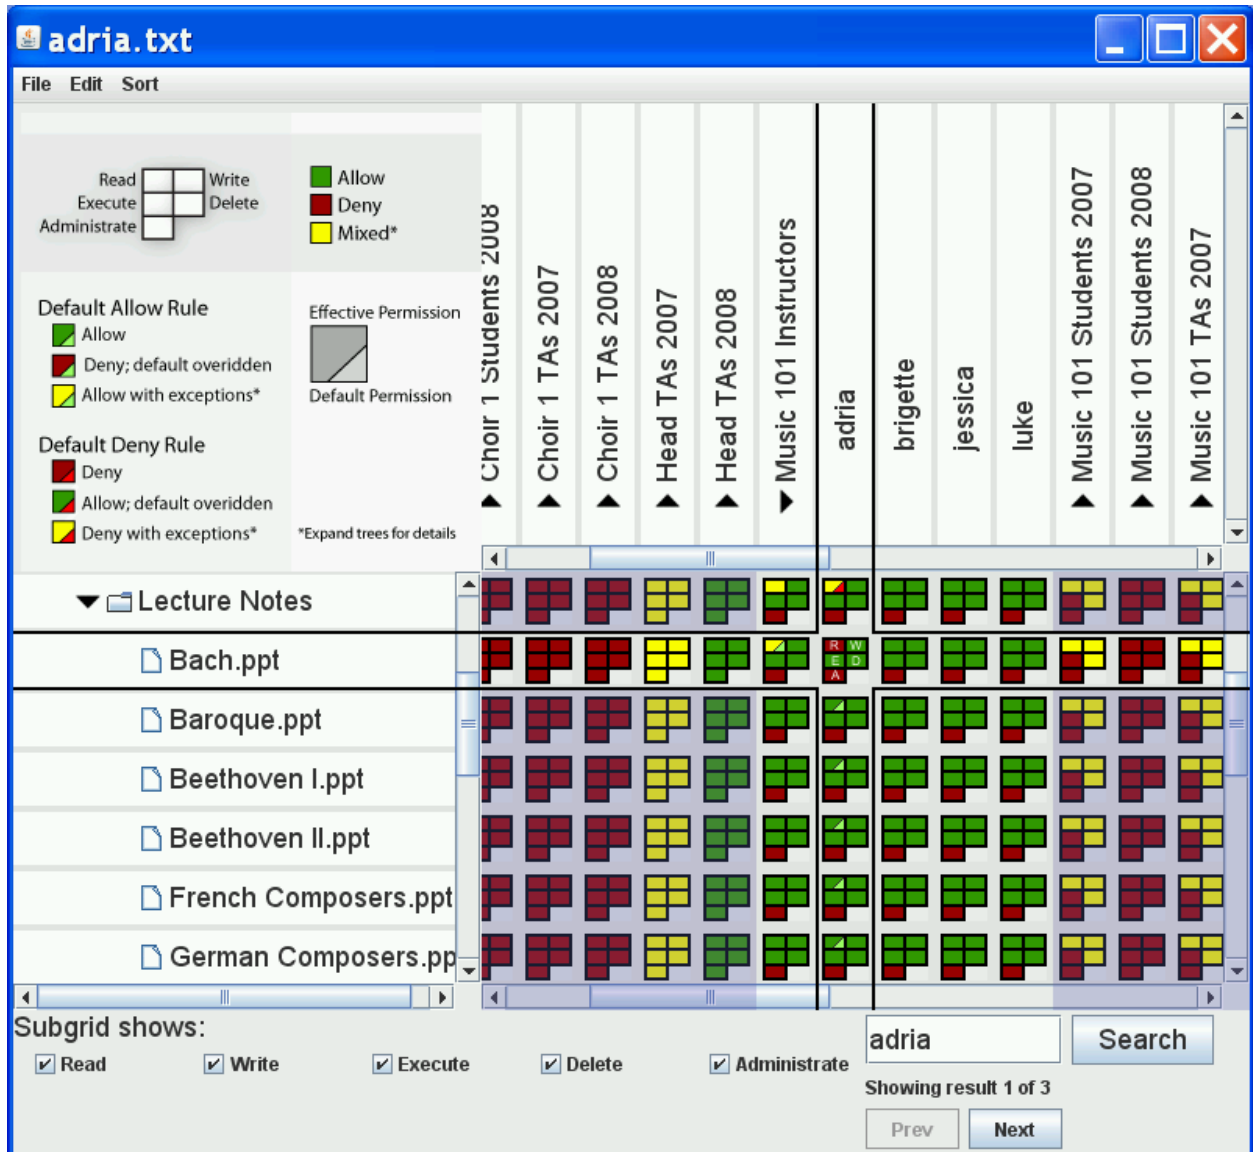 adria.txt
File Edit Sort
Read Write
Execute Delete
Administrate
Allow
Deny
Mixed*
Default Allow Rule
Allow
Deny; default overidden
Allow with exceptions*
Default Deny Rule
Deny
Allow; default overidden
Deny with exceptions*
Effective Permission
Default Permission
*Expand trees for details
Choir 1 Students 2008
Choir 1 TAs 2007
Choir 1 TAs 2008
Head TAs 2007
Head TAs 2008
Music 101 Instructors
adria
brigette
jessica
luke
Music 101 Students 2007
Music 101 Students 2008
Music 101 TAs 2007
Lecture Notes
Bach.ppt
R W
E D
A
Baroque.ppt
Beethoven I.ppt
Beethoven II.ppt
French Composers.ppt
German Composers.pp
Subgrid shows:
Read Write Execute Delete Administrate
adria Search
Showing result 1 of 3
Prev Next